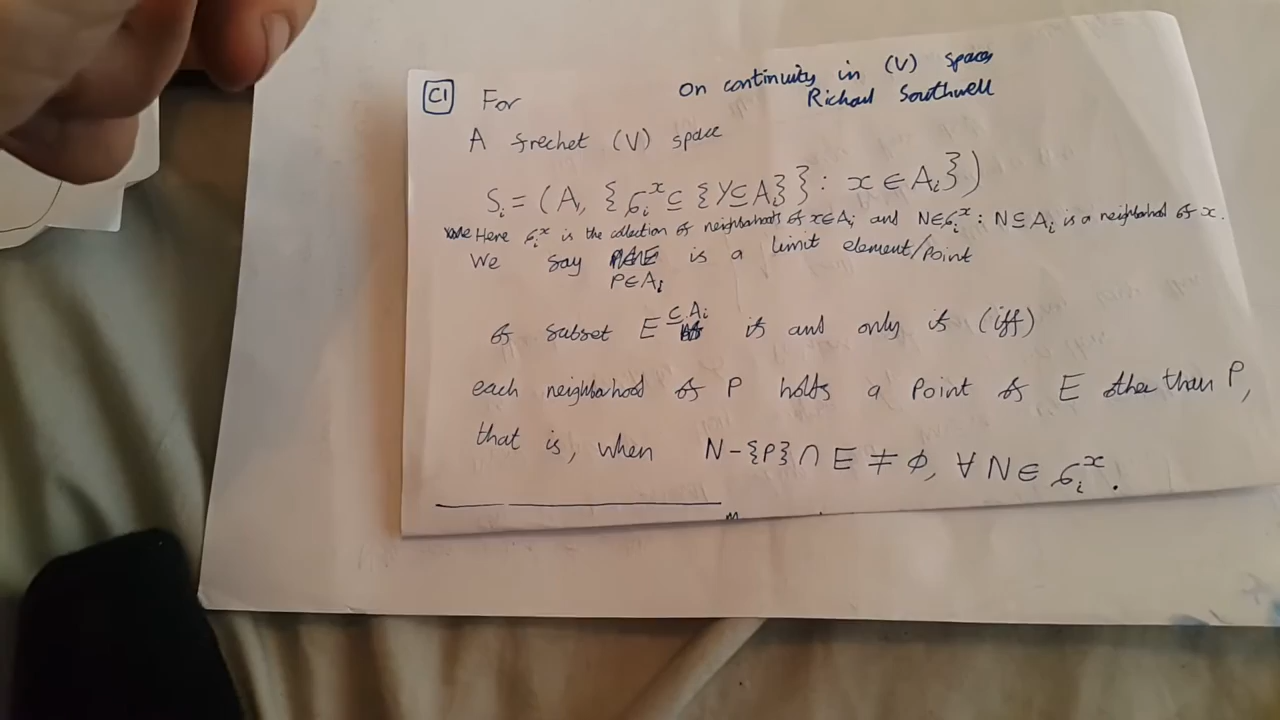 C1 For
On continuity in (V) spaces
Richard Southwell
A frechet (V) space
Sᵢ = (Aᵢ, {σᵢˣ ⊆ {Y ⊆ Aᵢ} : x ∈ Aᵢ})
Here σᵢˣ is the collection of neighborhoods of x ∈ Aᵢ and N ∈ σᵢˣ : N ⊆ Aᵢ is a neighborhood of x.
We say is a limit element/point
P ∈ Aᵢ
of subset E ⊆ Aᵢ if and only if (iff)
each neighborhood of P holds a point of E other than P,
that is, when N - {P} ∩ E ≠ ϕ, ∀ N ∈ σᵢˣ.